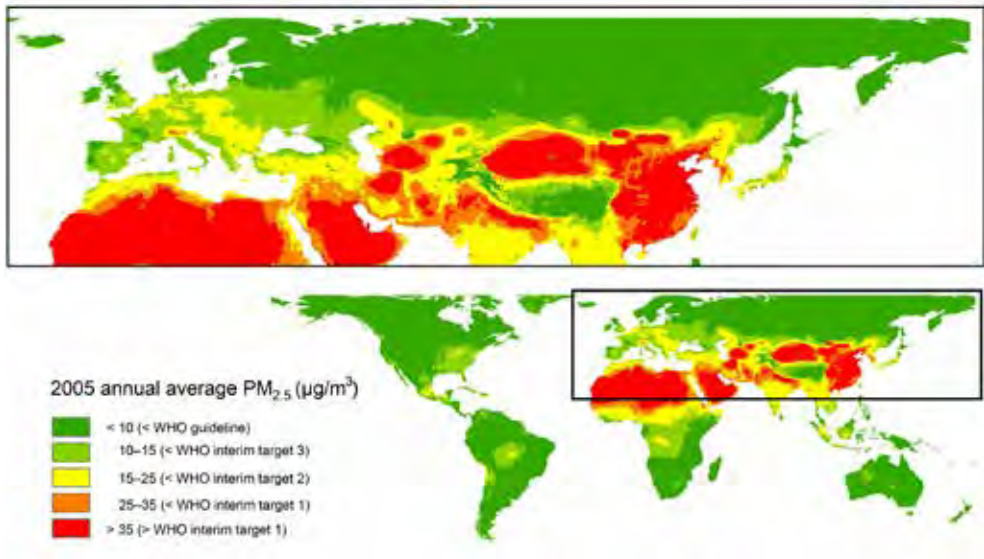 2005 annual average PM2.5 (µg/m³)
< 10 (< WHO guideline)
10–15 (< WHO interim target 3)
15–25 (< WHO interim target 2)
25–35 (< WHO interim target 1)
> 35 (> WHO interim target 1)